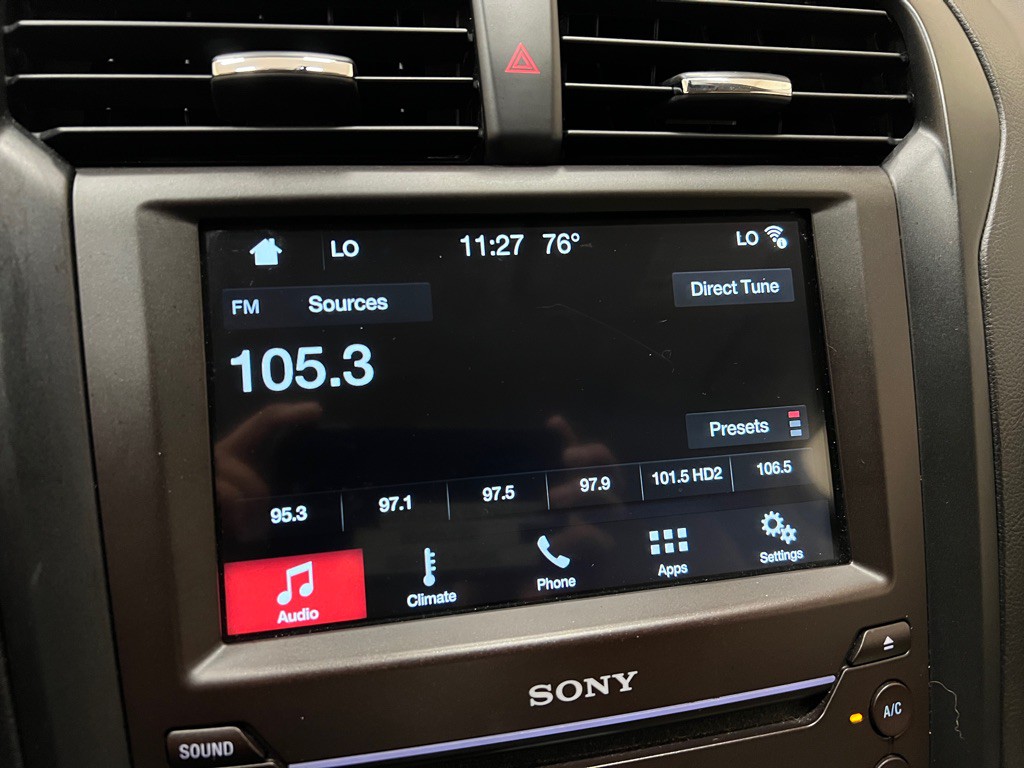 LO 11:27 76° LO
FM Sources Direct Tune
105.3
Presets
95.3 97.1 97.5 97.9 101.5 HD2 106.5
Audio Climate Phone Apps Settings
SONY
SOUND A/C